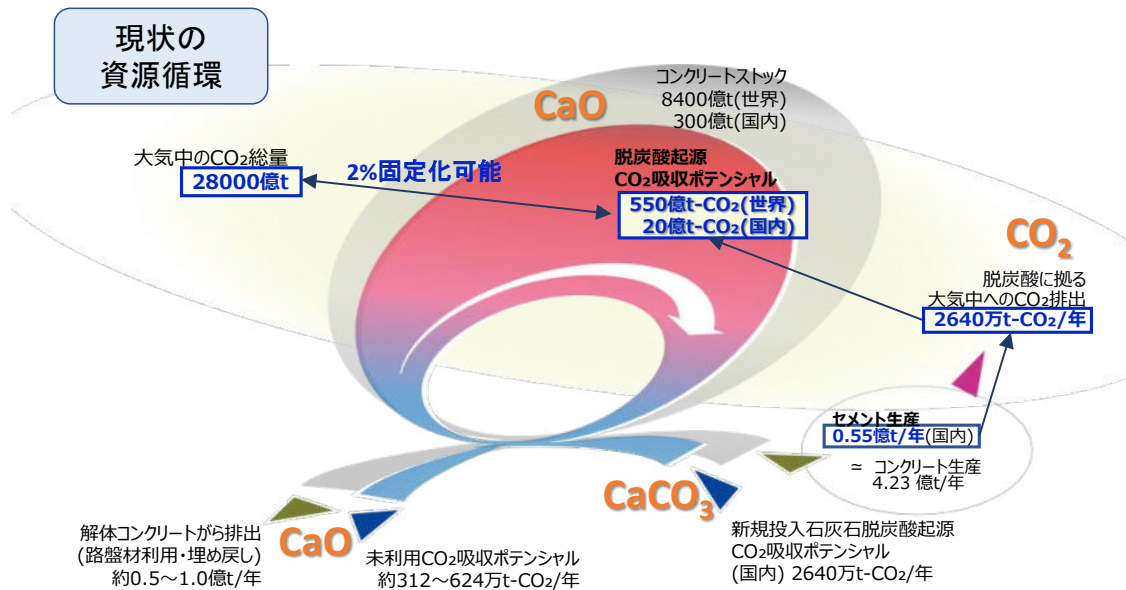 現状の
資源循環
コンクリートストック
8400億t(世界)
300億t(国内)
CaO
大気中のCO₂総量
28000億t
2%固定化可能
脱炭酸起源
CO₂吸収ポテンシャル
550億t-CO₂(世界)
20億t-CO₂(国内)
CO₂
脱炭酸に拠る
大気中へのCO₂排出
2640万t-CO₂/年
セメント生産
0.55億t/年(国内)
≃ コンクリート生産
4.23 億t/年
CaCO₃
CaO
解体コンクリートがら排出
(路盤材利用・埋め戻し)
約0.5～1.0億t/年
未利用CO₂吸収ポテンシャル
約312～624万t-CO₂/年
新規投入石灰石脱炭酸起源
CO₂吸収ポテンシャル
(国内) 2640万t-CO₂/年